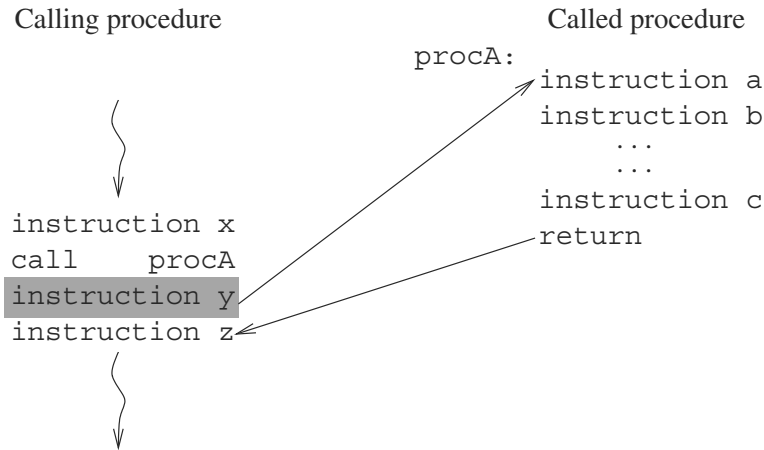 Calling procedure
instruction x
call procA
instruction y
instruction z
Called procedure
procA:
instruction a
instruction b
...
...
instruction c
return